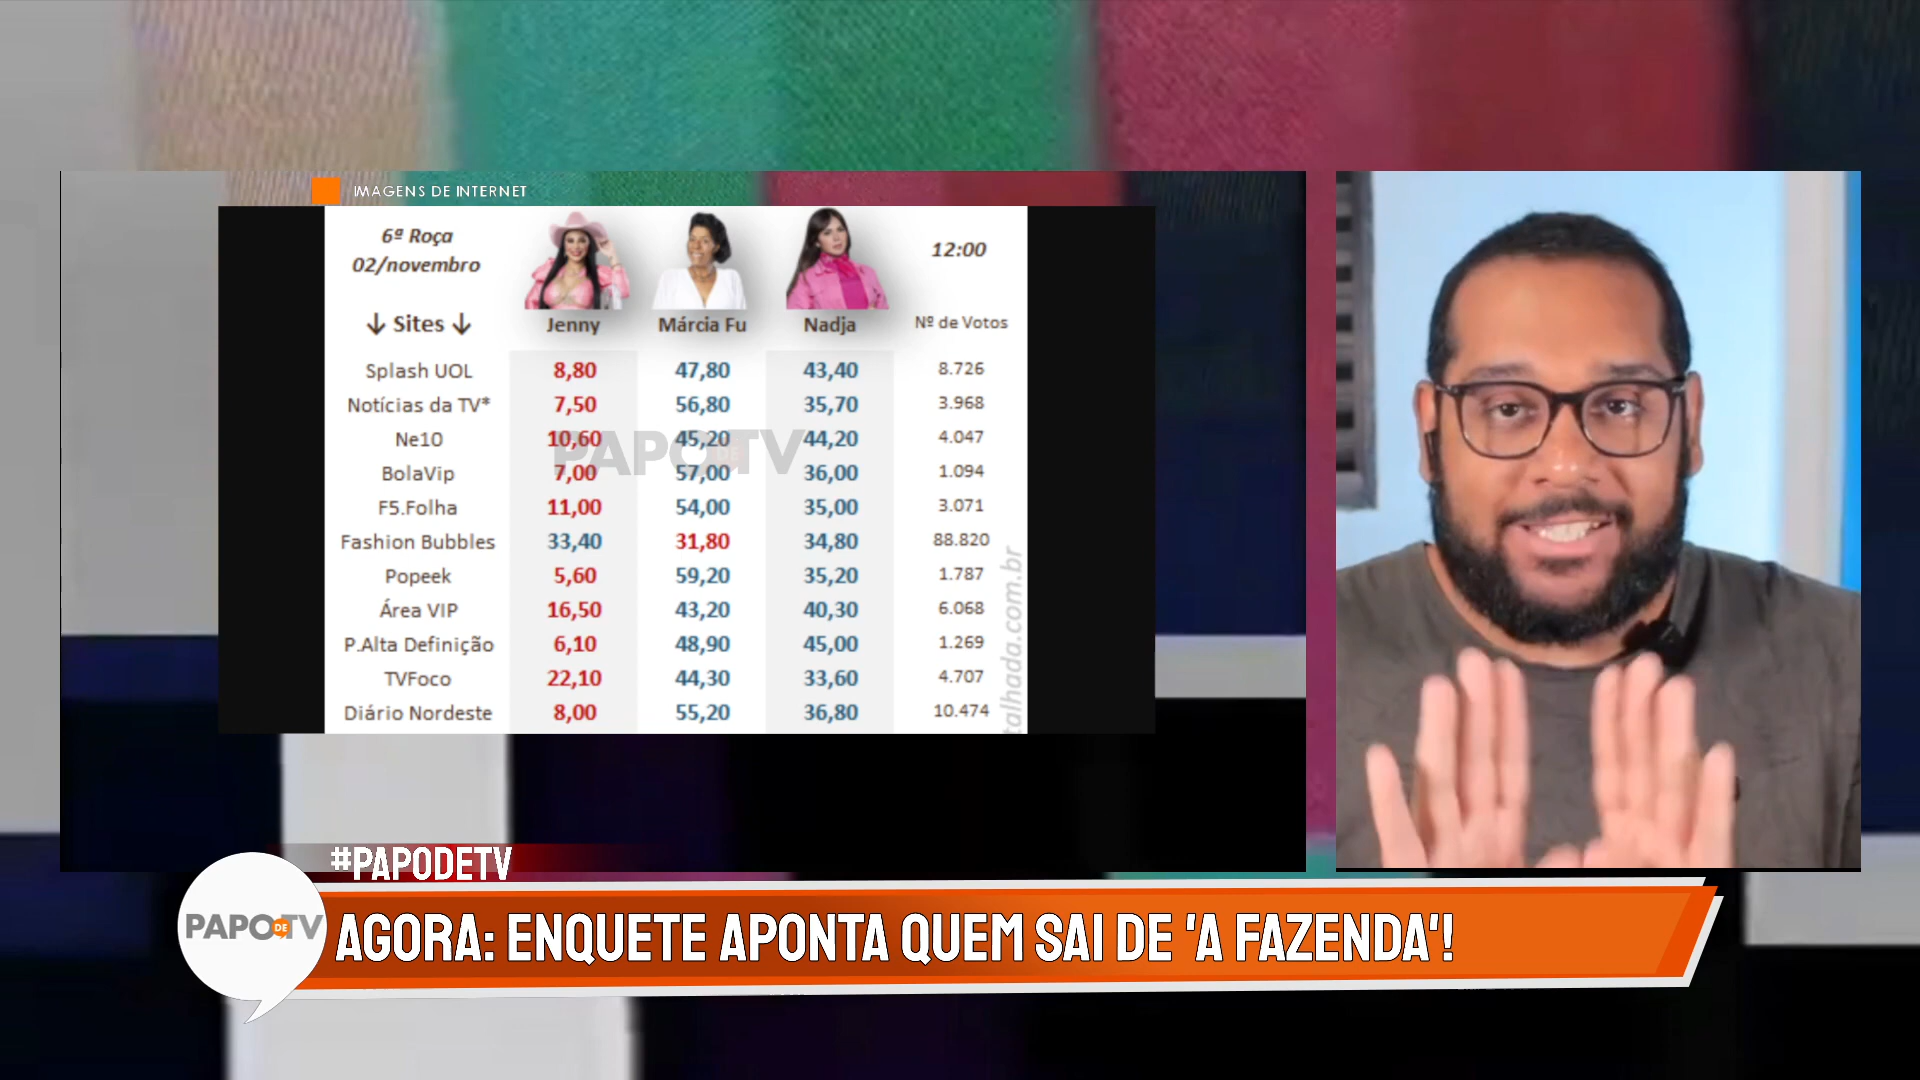 IMAGENS DE INTERNET
6ª Roça
02/novembro
12:00
↓ Sites ↓ Jenny Márcia Fu Nadja Nº de Votos
Splash UOL 8,80 47,80 43,40 8.726
Notícias da TV* 7,50 56,80 35,70 3.968
Ne10 10,60 45,20 44,20 4.047
PAPO DE TV
BolaVip 7,00 57,00 36,00 1.094
F5.Folha 11,00 54,00 35,00 3.071
Fashion Bubbles 33,40 31,80 34,80 88.820
Popeek 5,60 59,20 35,20 1.787
Área VIP 16,50 43,20 40,30 6.068
P.Alta Definição 6,10 48,90 45,00 1.269
TVFoco 22,10 44,30 33,60 4.707
Diário Nordeste 8,00 55,20 36,80 10.474
talhada.com.br
#PAPODETV
PAPO DE TV
AGORA: ENQUETE APONTA QUEM SAI DE 'A FAZENDA'!